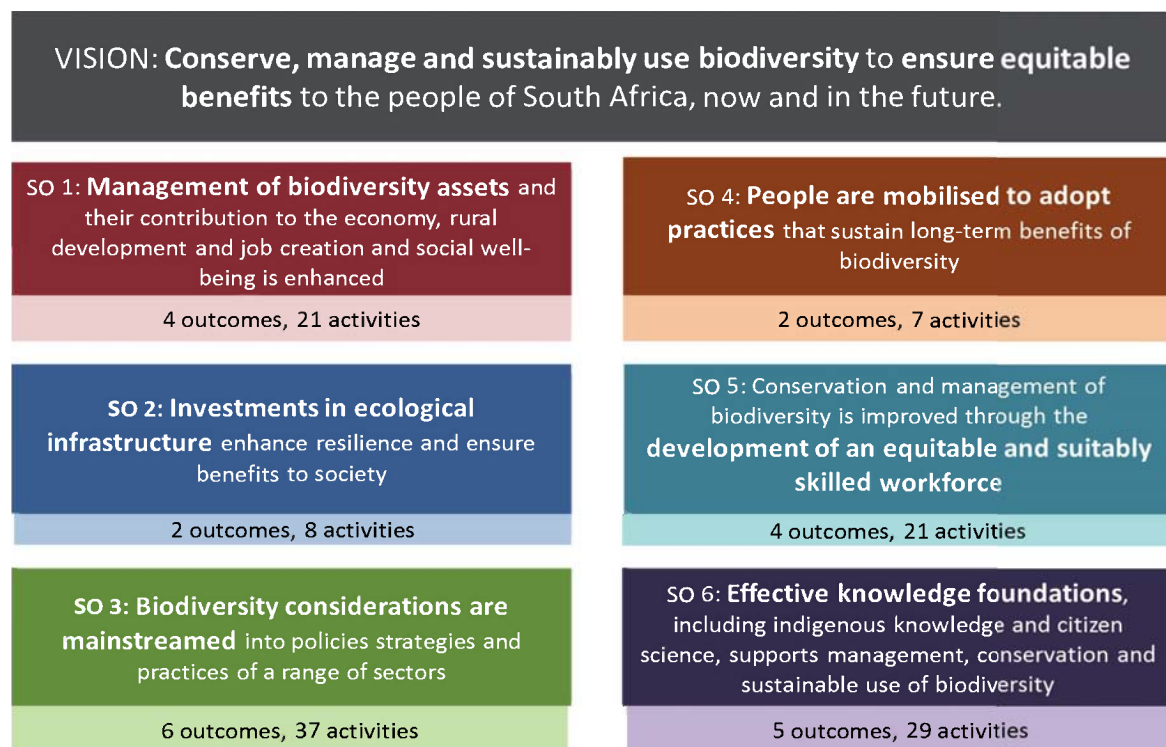 VISION: Conserve, manage and sustainably use biodiversity to ensure equitable
benefits to the people of South Africa, now and in the future.
SO 1: Management of biodiversity assets and
their contribution to the economy, rural
development and job creation and social well-
being is enhanced
4 outcomes, 21 activities
SO 2: Investments in ecological
infrastructure enhance resilience and ensure
benefits to society
2 outcomes, 8 activities
SO 3: Biodiversity considerations are
mainstreamed into policies strategies and
practices of a range of sectors
6 outcomes, 37 activities
SO 4: People are mobilised to adopt
practices that sustain long-term benefits of
biodiversity
2 outcomes, 7 activities
SO 5: Conservation and management of
biodiversity is improved through the
development of an equitable and suitably
skilled workforce
4 outcomes, 21 activities
SO 6: Effective knowledge foundations,
including indigenous knowledge and citizen
science, supports management, conservation and
sustainable use of biodiversity
5 outcomes, 29 activities